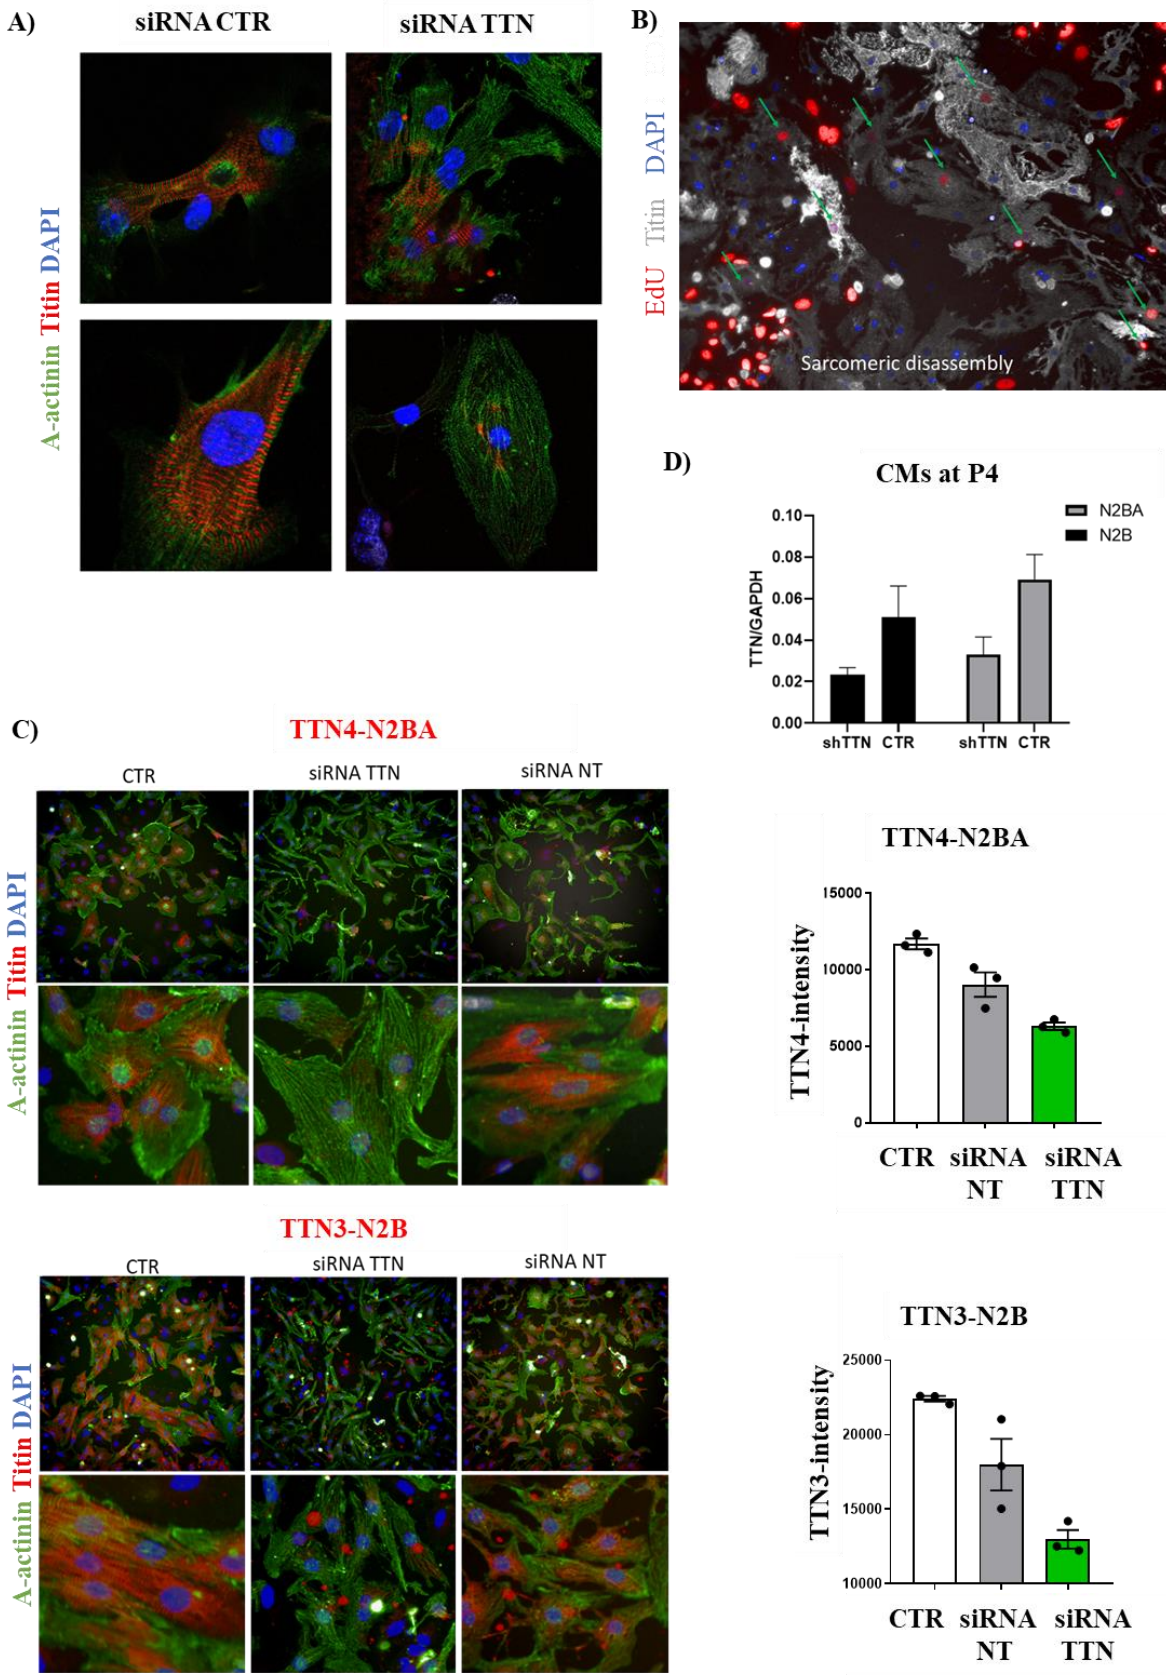 A)
siRNA CTR
siRNA TTN
A-actinin Titin DAPI
B)
EdU Titin DAPI
Sarcomeric disassembly
D)
CMs at P4
N2BA
N2B
TTN/GAPDH
0.10
0.08
0.06
0.04
0.02
0.00
shTTN CTR shTTN CTR
C)
TTN4-N2BA
CTR
siRNA TTN
siRNA NT
A-actinin Titin DAPI
TTN4-N2BA
TTN4-intensity
15000
10000
5000
0
CTR siRNA siRNA
NT TTN
TTN3-N2B
CTR
siRNA TTN
siRNA NT
A-actinin Titin DAPI
TTN3-N2B
TTN3-intensity
25000
20000
15000
10000
CTR siRNA siRNA
NT TTN